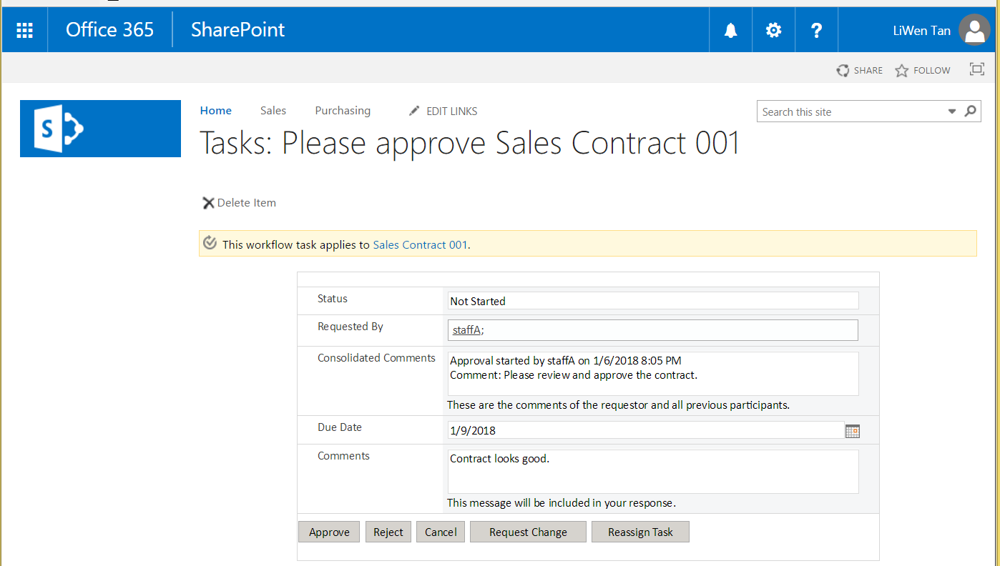 Office 365 SharePoint ? LiWen Tan
SHARE FOLLOW
S
Home Sales Purchasing EDIT LINKS
Search this site
Tasks: Please approve Sales Contract 001
Delete Item
This workflow task applies to Sales Contract 001.
Status Not Started
Requested By staffA;
Consolidated Comments Approval started by staffA on 1/6/2018 8:05 PM
Comment: Please review and approve the contract.
These are the comments of the requestor and all previous participants.
Due Date 1/9/2018
Comments Contract looks good.
This message will be included in your response.
Approve Reject Cancel Request Change Reassign Task